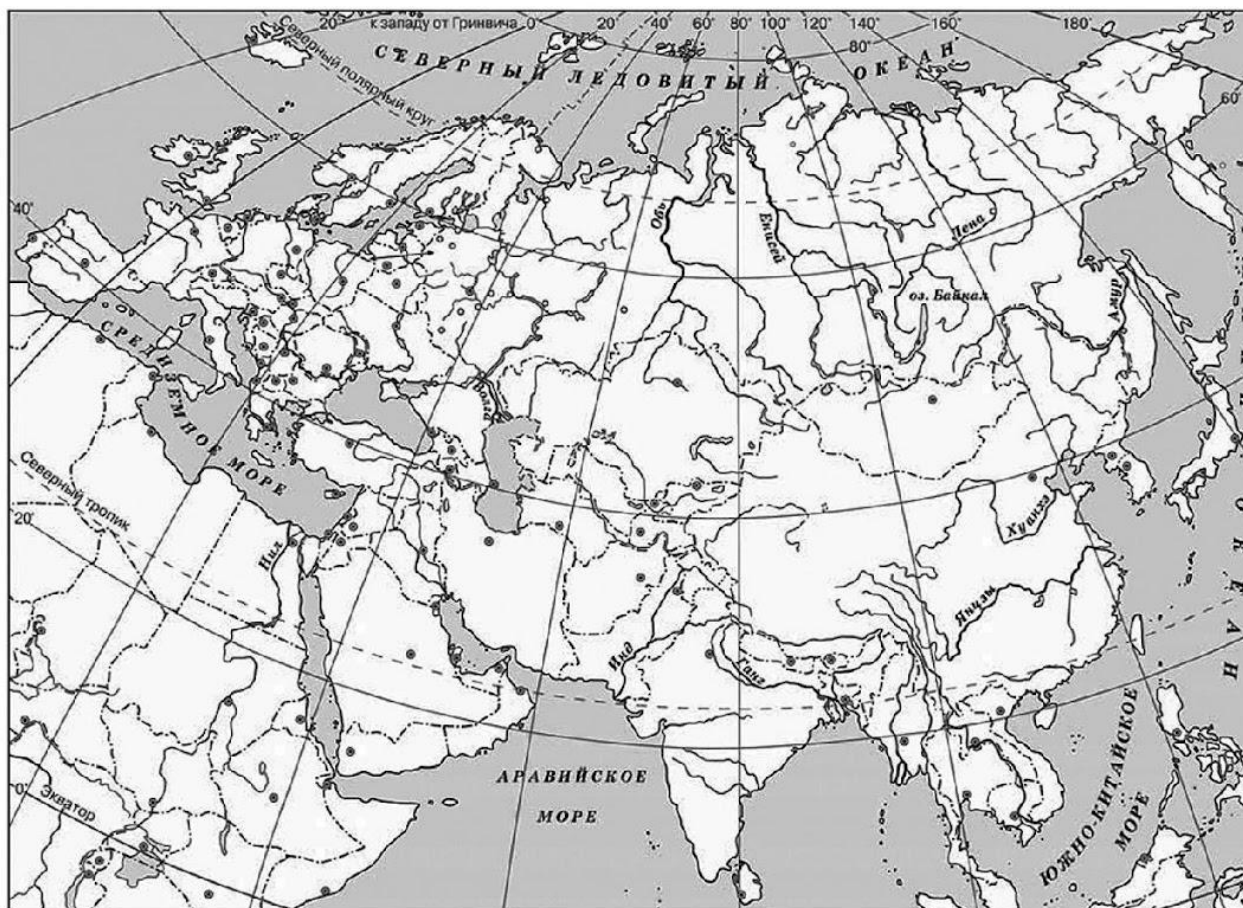 20° к западу от Гринвича 0° 20° 40° 60° 80° 100° 120° 140° 160° 180°
Северный полярный круг
СЕВЕРНЫЙ ЛЕДОВИТЫЙ ОКЕАН
80°
60°
40°
Обь
Енисей
Лена
оз. Байкал
Амур
СРЕДИЗЕМНОЕ МОРЕ
Волга
Северный тропик
20°
Нил
Хуанхэ
Янцзы
Инд
Ганг
АРАВИЙСКОЕ
МОРЕ
Экватор
0°
ЮЖНО-КИТАЙСКОЕ
МОРЕ